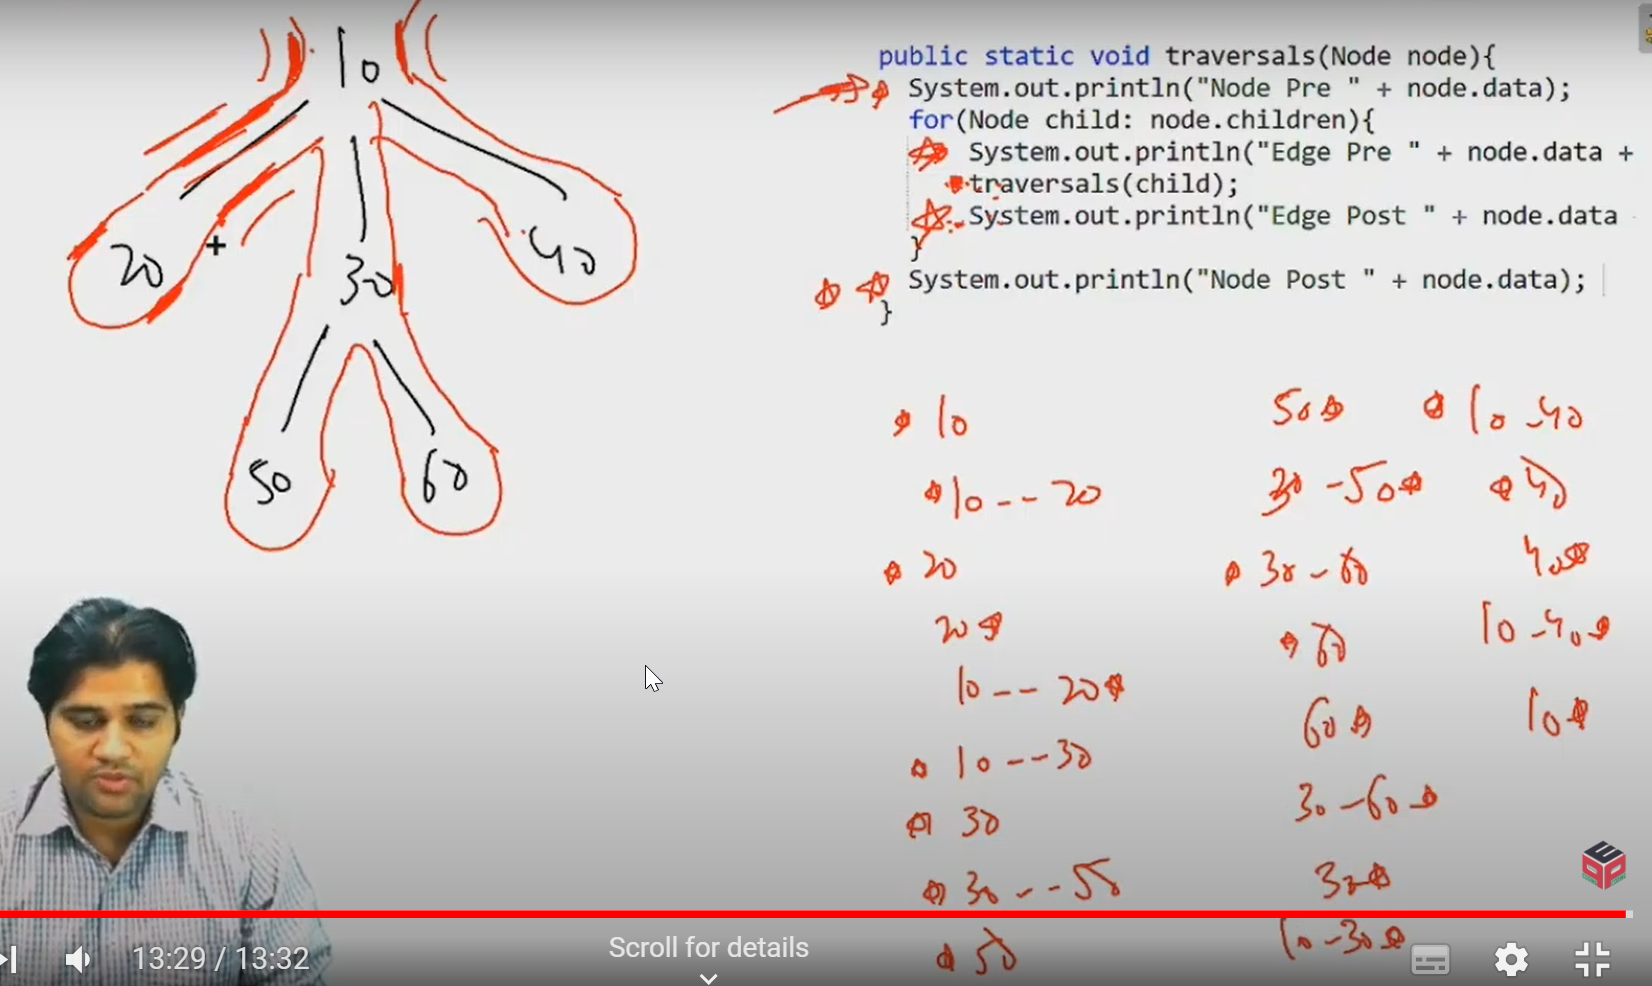 10
20
30
40
50
60
public static void traversals(Node node){
System.out.println("Node Pre " + node.data);
for(Node child: node.children){
System.out.println("Edge Pre " + node.data +
traversals(child);
System.out.println("Edge Post " + node.data
}
System.out.println("Node Post " + node.data);
}
10
10 -- 20
20
20
10 -- 20
10 -- 30
30
30 -- 50
50
50
30 - 50
30 - 60
60
60
30 - 60
30
10 - 30
10 - 40
40
40
10 - 40
10
13:29 / 13:32
Scroll for details